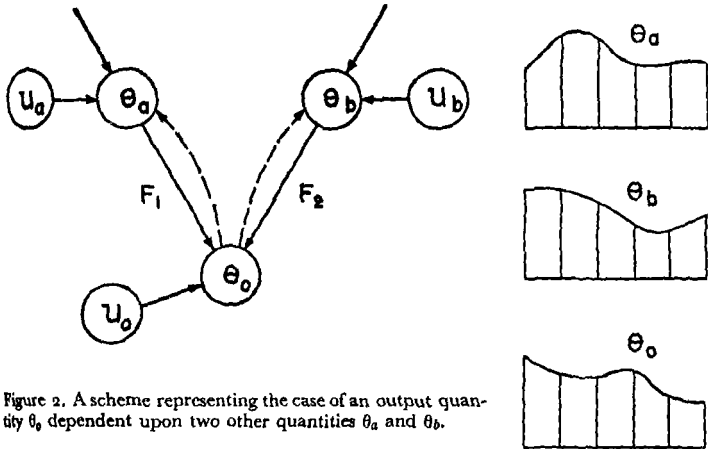 θa
θb
Ua
θa
θb
Ub
F1
F2
θb
θo
Uo
θo
Figure 2. A scheme representing the case of an output quan-
tity θ0 dependent upon two other quantities θa and θb.